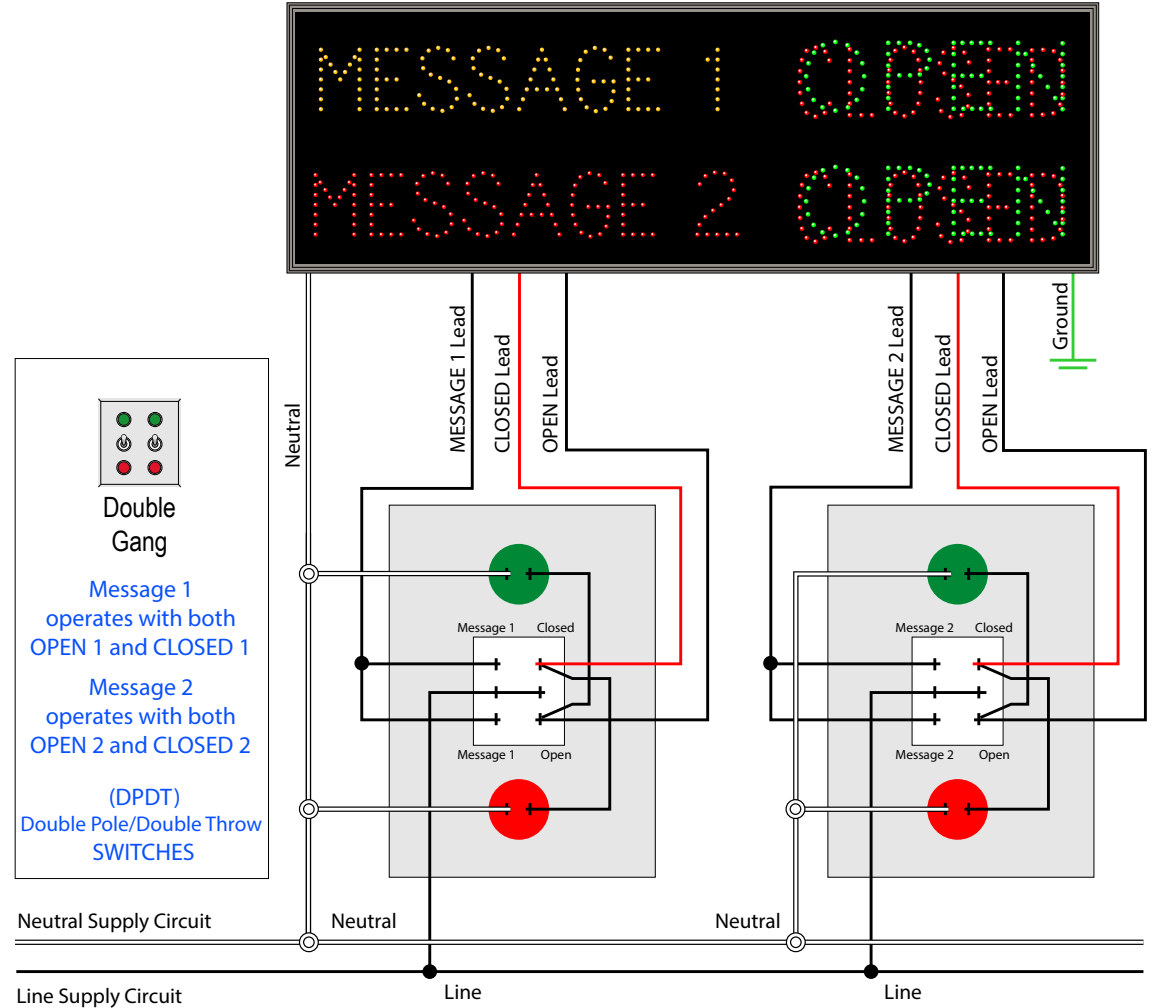 MESSAGE 1 OPEN
MESSAGE 2 OPEN
Neutral
MESSAGE 1 Lead
CLOSED Lead
OPEN Lead
MESSAGE 2 Lead
CLOSED Lead
OPEN Lead
Ground
Double
Gang
Message 1
operates with both
OPEN 1 and CLOSED 1
Message 2
operates with both
OPEN 2 and CLOSED 2
(DPDT)
Double Pole/Double Throw
SWITCHES
Message 1 Closed
Message 1 Open
Message 2 Closed
Message 2 Open
Neutral Supply Circuit
Neutral
Neutral
Line Supply Circuit
Line
Line